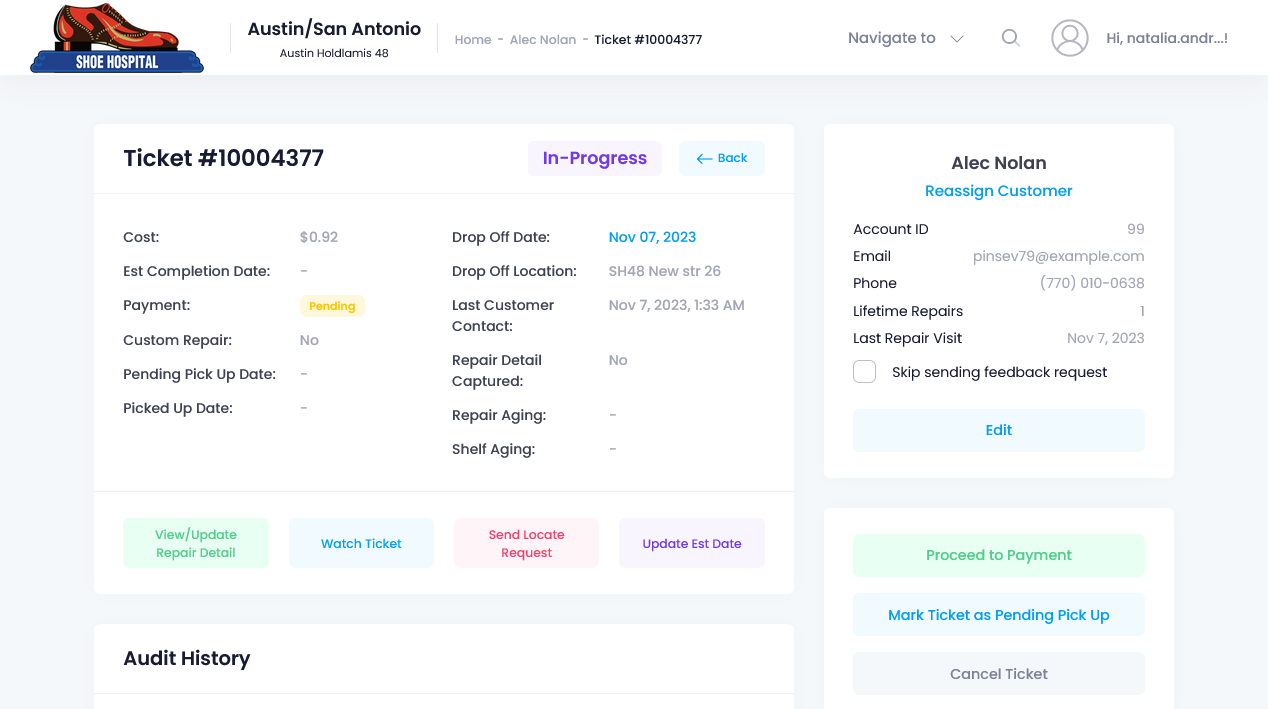 SHOE HOSPITAL
Austin/San Antonio
Austin Holdlamis 48
Home - Alec Nolan - Ticket #10004377
Navigate to
Hi, natalia.andr...!
Ticket #10004377
In-Progress
Back
Cost:
$0.92
Est Completion Date:
-
Payment:
Pending
Custom Repair:
No
Pending Pick Up Date:
-
Picked Up Date:
-
Drop Off Date:
Nov 07, 2023
Drop Off Location:
SH48 New str 26
Last Customer
Contact:
Nov 7, 2023, 1:33 AM
Repair Detail
Captured:
No
Repair Aging:
-
Shelf Aging:
-
View/Update
Repair Detail
Watch Ticket
Send Locate
Request
Update Est Date
Audit History
Alec Nolan
Reassign Customer
Account ID
99
Email
pinsev79@example.com
Phone
(770) 010-0638
Lifetime Repairs
1
Last Repair Visit
Nov 7, 2023
Skip sending feedback request
Edit
Proceed to Payment
Mark Ticket as Pending Pick Up
Cancel Ticket